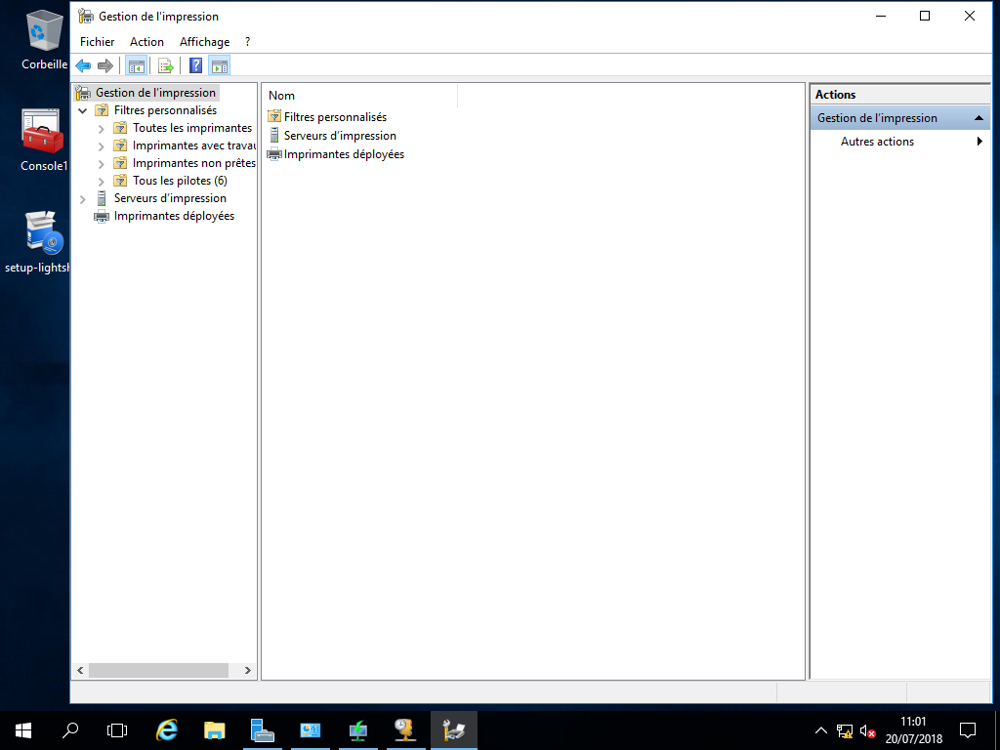 Corbeille
Console1
setup-lightsh
Gestion de l'impression
Fichier Action Affichage ?
Gestion de l'impression
Filtres personnalisés
Toutes les imprimantes
Imprimantes avec travau
Imprimantes non prêtes
Tous les pilotes (6)
Serveurs d'impression
Imprimantes déployées
Nom
Filtres personnalisés
Serveurs d'impression
Imprimantes déployées
Actions
Gestion de l'impression
Autres actions
11:01
20/07/2018